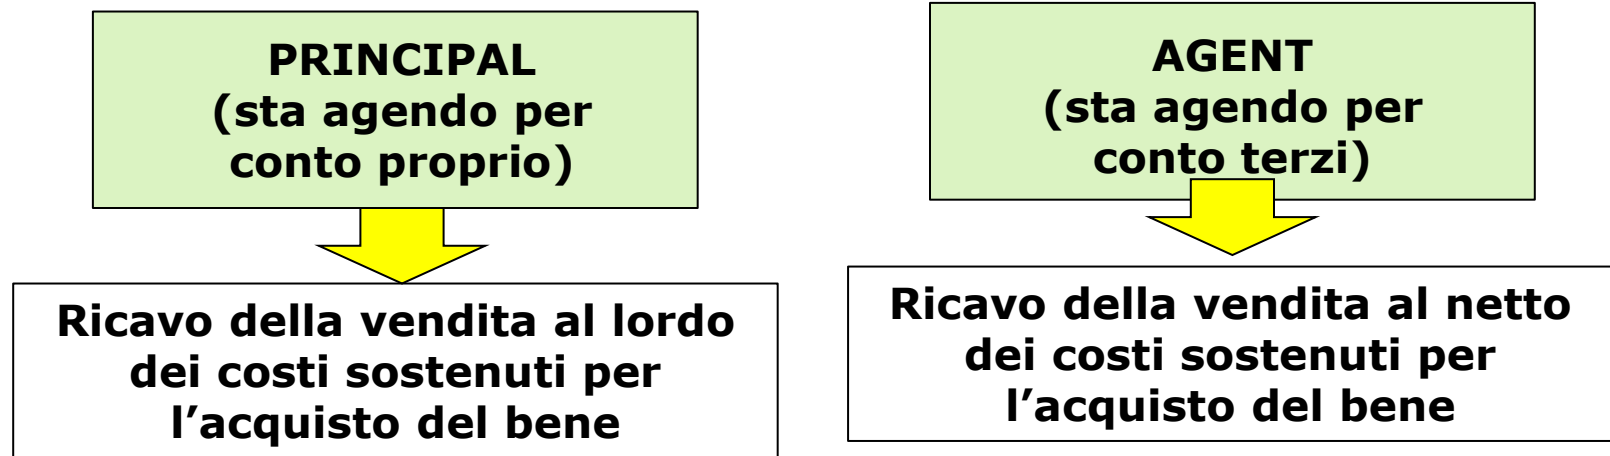 PRINCIPAL
(sta agendo per
conto proprio)
Ricavo della vendita al lordo
dei costi sostenuti per
l’acquisto del bene
AGENT
(sta agendo per
conto terzi)
Ricavo della vendita al netto
dei costi sostenuti per
l’acquisto del bene